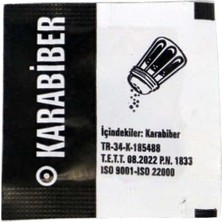 KARABİBER
İçindekiler: Karabiber
TR-34-K-185488
T.E.T.T. 08.2022 P.N. 1833
ISO 9001-ISO 22000